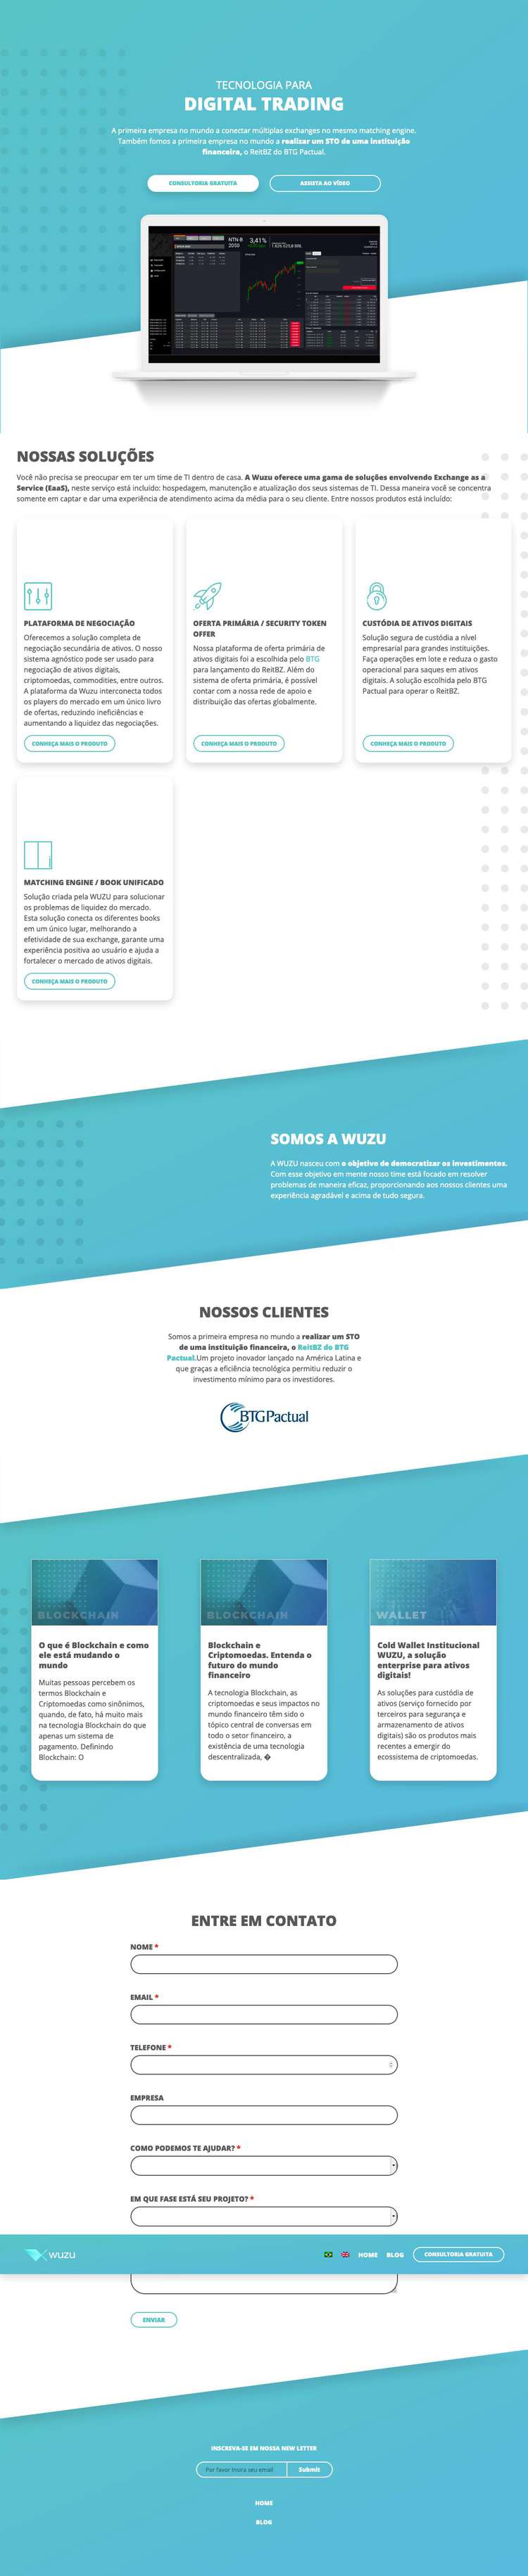 TECNOLOGIA PARA
DIGITAL TRADING
A primeira empresa no mundo a conectar múltiplas exchanges no mesmo matching engine.
Também fomos a primeira empresa no mundo a realizar um STO de uma instituição
financeira, o ReitBZ do BTG Pactual.
CONSULTORIA GRATUITA
ASSISTA AO VÍDEO
NTN-B
2050
3,41%
NOSSAS SOLUÇÕES
Você não precisa se preocupar em ter um time de TI dentro de casa. A Wuzu oferece uma gama de soluções envolvendo Exchange as a
Service (EaaS), neste serviço está incluído: hospedagem, manutenção e atualização dos seus sistemas de TI. Dessa maneira você se concentra
somente em captar e dar uma experiência de atendimento acima da média para o seu cliente. Entre nossos produtos está incluído:
PLATAFORMA DE NEGOCIAÇÃO
Oferecemos a solução completa de
negociação secundária de ativos. O nosso
sistema agnóstico pode ser usado para
negociação de ativos digitais,
criptomoedas, commodities, entre outros.
A plataforma da Wuzu interconecta todos
os players do mercado em um único livro
de ofertas, reduzindo ineficiências e
aumentando a liquidez das negociações.
CONHEÇA MAIS O PRODUTO
OFERTA PRIMÁRIA / SECURITY TOKEN
OFFER
Nossa plataforma de oferta primária de
ativos digitais foi a escolhida pelo BTG
para lançamento do ReitBZ. Além do
sistema de oferta primária, é possível
contar com a nossa rede de apoio e
distribuição das ofertas globalmente.
CONHEÇA MAIS O PRODUTO
CUSTÓDIA DE ATIVOS DIGITAIS
Solução segura de custódia a nível
empresarial para grandes instituições.
Faça operações em lote e reduza o gasto
operacional para saques em ativos
digitais. A solução escolhida pelo BTG
Pactual para operar o ReitBZ.
CONHEÇA MAIS O PRODUTO
MATCHING ENGINE / BOOK UNIFICADO
Solução criada pela WUZU para solucionar
os problemas de liquidez do mercado.
Esta solução conecta os diferentes books
em um único lugar, melhorando a
efetividade de sua exchange, garante uma
experiência positiva ao usuário e ajuda a
fortalecer o mercado de ativos digitais.
CONHEÇA MAIS O PRODUTO
SOMOS A WUZU
A WUZU nasceu com o objetivo de democratizar os investimentos.
Com esse objetivo em mente nosso time está focado em resolver
problemas de maneira eficaz, proporcionando aos nossos clientes uma
experiência agradável e acima de tudo segura.
NOSSOS CLIENTES
Somos a primeira empresa no mundo a realizar um STO
de uma instituição financeira, o ReitBZ do BTG
Pactual.Um projeto inovador lançado na América Latina e
que graças a eficiência tecnológica permitiu reduzir o
investimento mínimo para os investidores.
BTGPactual
BLOCKCHAIN
O que é Blockchain e como
ele está mudando o
mundo
Muitas pessoas percebem os
termos Blockchain e
Criptomoedas como sinônimos,
quando, de fato, há muito mais
na tecnologia Blockchain do que
apenas um sistema de
pagamento. Definindo
Blockchain: O
BLOCKCHAIN
Blockchain e
Criptomoedas. Entenda o
futuro do mundo
financeiro
A tecnologia Blockchain, as
criptomoedas e seus impactos no
mundo financeiro têm sido o
tópico central de conversas em
todo o setor financeiro, a
existência de uma tecnologia
descentralizada, �
WALLET
Cold Wallet Institucional
WUZU, a solução
enterprise para ativos
digitais!
As soluções para custódia de
ativos (serviço fornecido por
terceiros para segurança e
armazenamento de ativos
digitais) são os produtos mais
recentes a emergir do
ecossistema de criptomoedas.
ENTRE EM CONTATO
NOME *
EMAIL *
TELEFONE *
EMPRESA
COMO PODEMOS TE AJUDAR? *
EM QUE FASE ESTÁ SEU PROJETO? *
wuzu
HOME
BLOG
CONSULTORIA GRATUITA
ENVIAR
INSCREVA-SE EM NOSSA NEW LETTER
Por favor insira seu email
Submit
HOME
BLOG